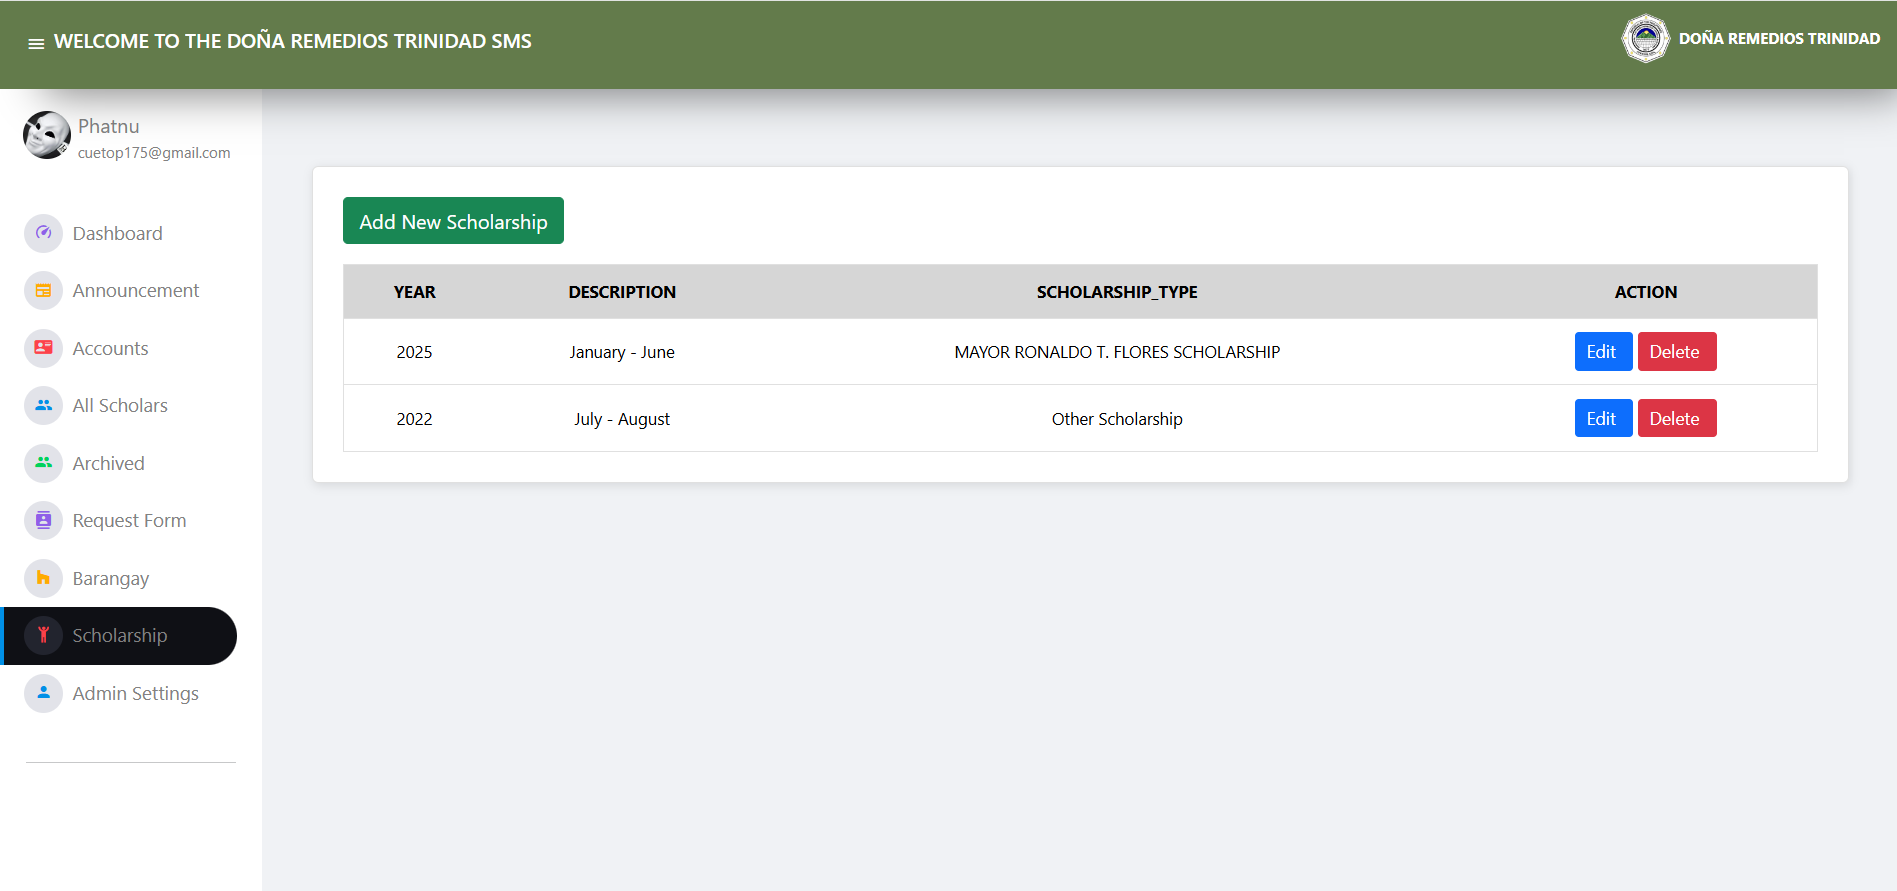 WELCOME TO THE DOÑA REMEDIOS TRINIDAD SMS
DOÑA REMEDIOS TRINIDAD
Phatnu
cuetop175@gmail.com
Dashboard
Announcement
Accounts
All Scholars
Archived
Request Form
Barangay
Scholarship
Admin Settings
Add New Scholarship
YEAR DESCRIPTION SCHOLARSHIP_TYPE ACTION
2025 January - June MAYOR RONALDO T. FLORES SCHOLARSHIP Edit Delete
2022 July - August Other Scholarship Edit Delete